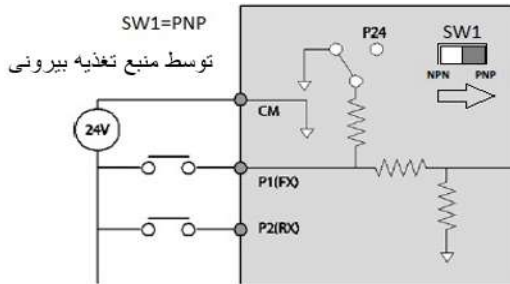 SW1=PNP
توسط منبع تغذیه بیرونی
P24
SW1
NPN
PNP
24V
CM
P1(FX)
P2(RX)